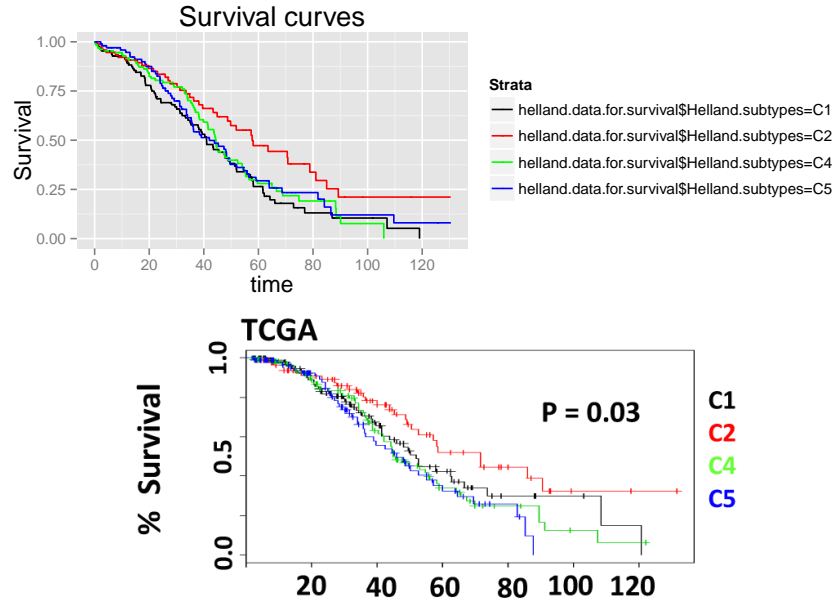 Survival curves
1.00
0.75
0.50
0.25
0.00
Survival
0 20 40 60 80 100 120
time
Strata
helland.data.for.survival$Helland.subtypes=C1
helland.data.for.survival$Helland.subtypes=C2
helland.data.for.survival$Helland.subtypes=C4
helland.data.for.survival$Helland.subtypes=C5
TCGA
1.0
0.5
0.0
% Survival
P = 0.03
C1
C2
C4
C5
20 40 60 80 100 120